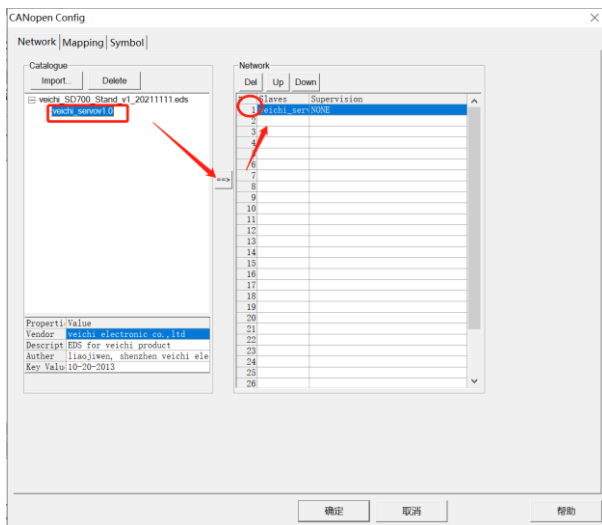 CANopen Config
Network Mapping Symbol
Catalogue
Import... Delete
veichi_SD700_Stand_v1_20211111.eds
veichi_servov1.0
==>
Properti Value
Vendor veichi electronic co.,ltd
Descript EDS for veichi product
Auther liaojiwen, shenzhen veichi ele
Key Valu 10-20-2013
Network
Del Up Down
Slaves Supervision
1 veichi_serv NONE
2
3
4
5
6
7
8
9
10
11
12
13
14
15
16
17
18
19
20
21
22
23
24
25
26
确定 取消 帮助